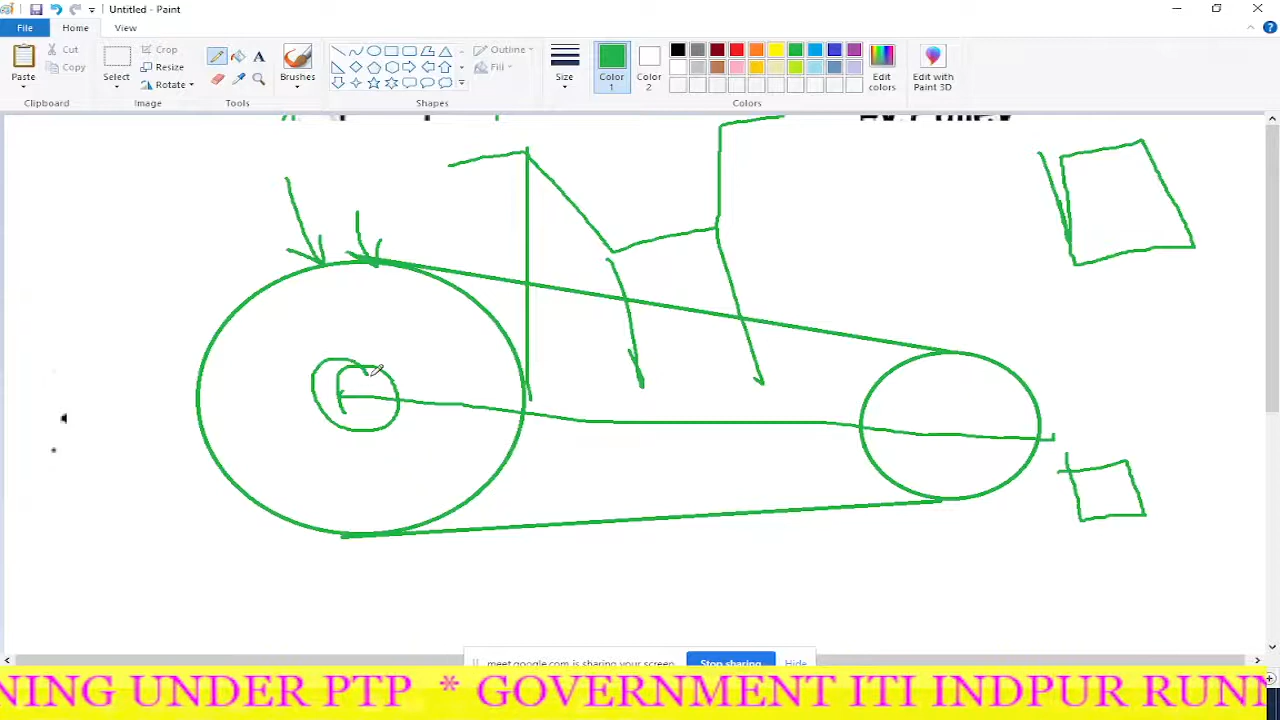 Untitled - Paint
File Home View
Paste Cut Copy Select Crop Resize Rotate Brushes Outline Fill Size Color 1 Color 2 Edit colors Edit with Paint 3D
Clipboard Image Tools Shapes Colors
meet.google.com is sharing your screen. Stop sharing Hide
NING UNDER PTP * GOVERNMENT ITI INDPUR RUNN